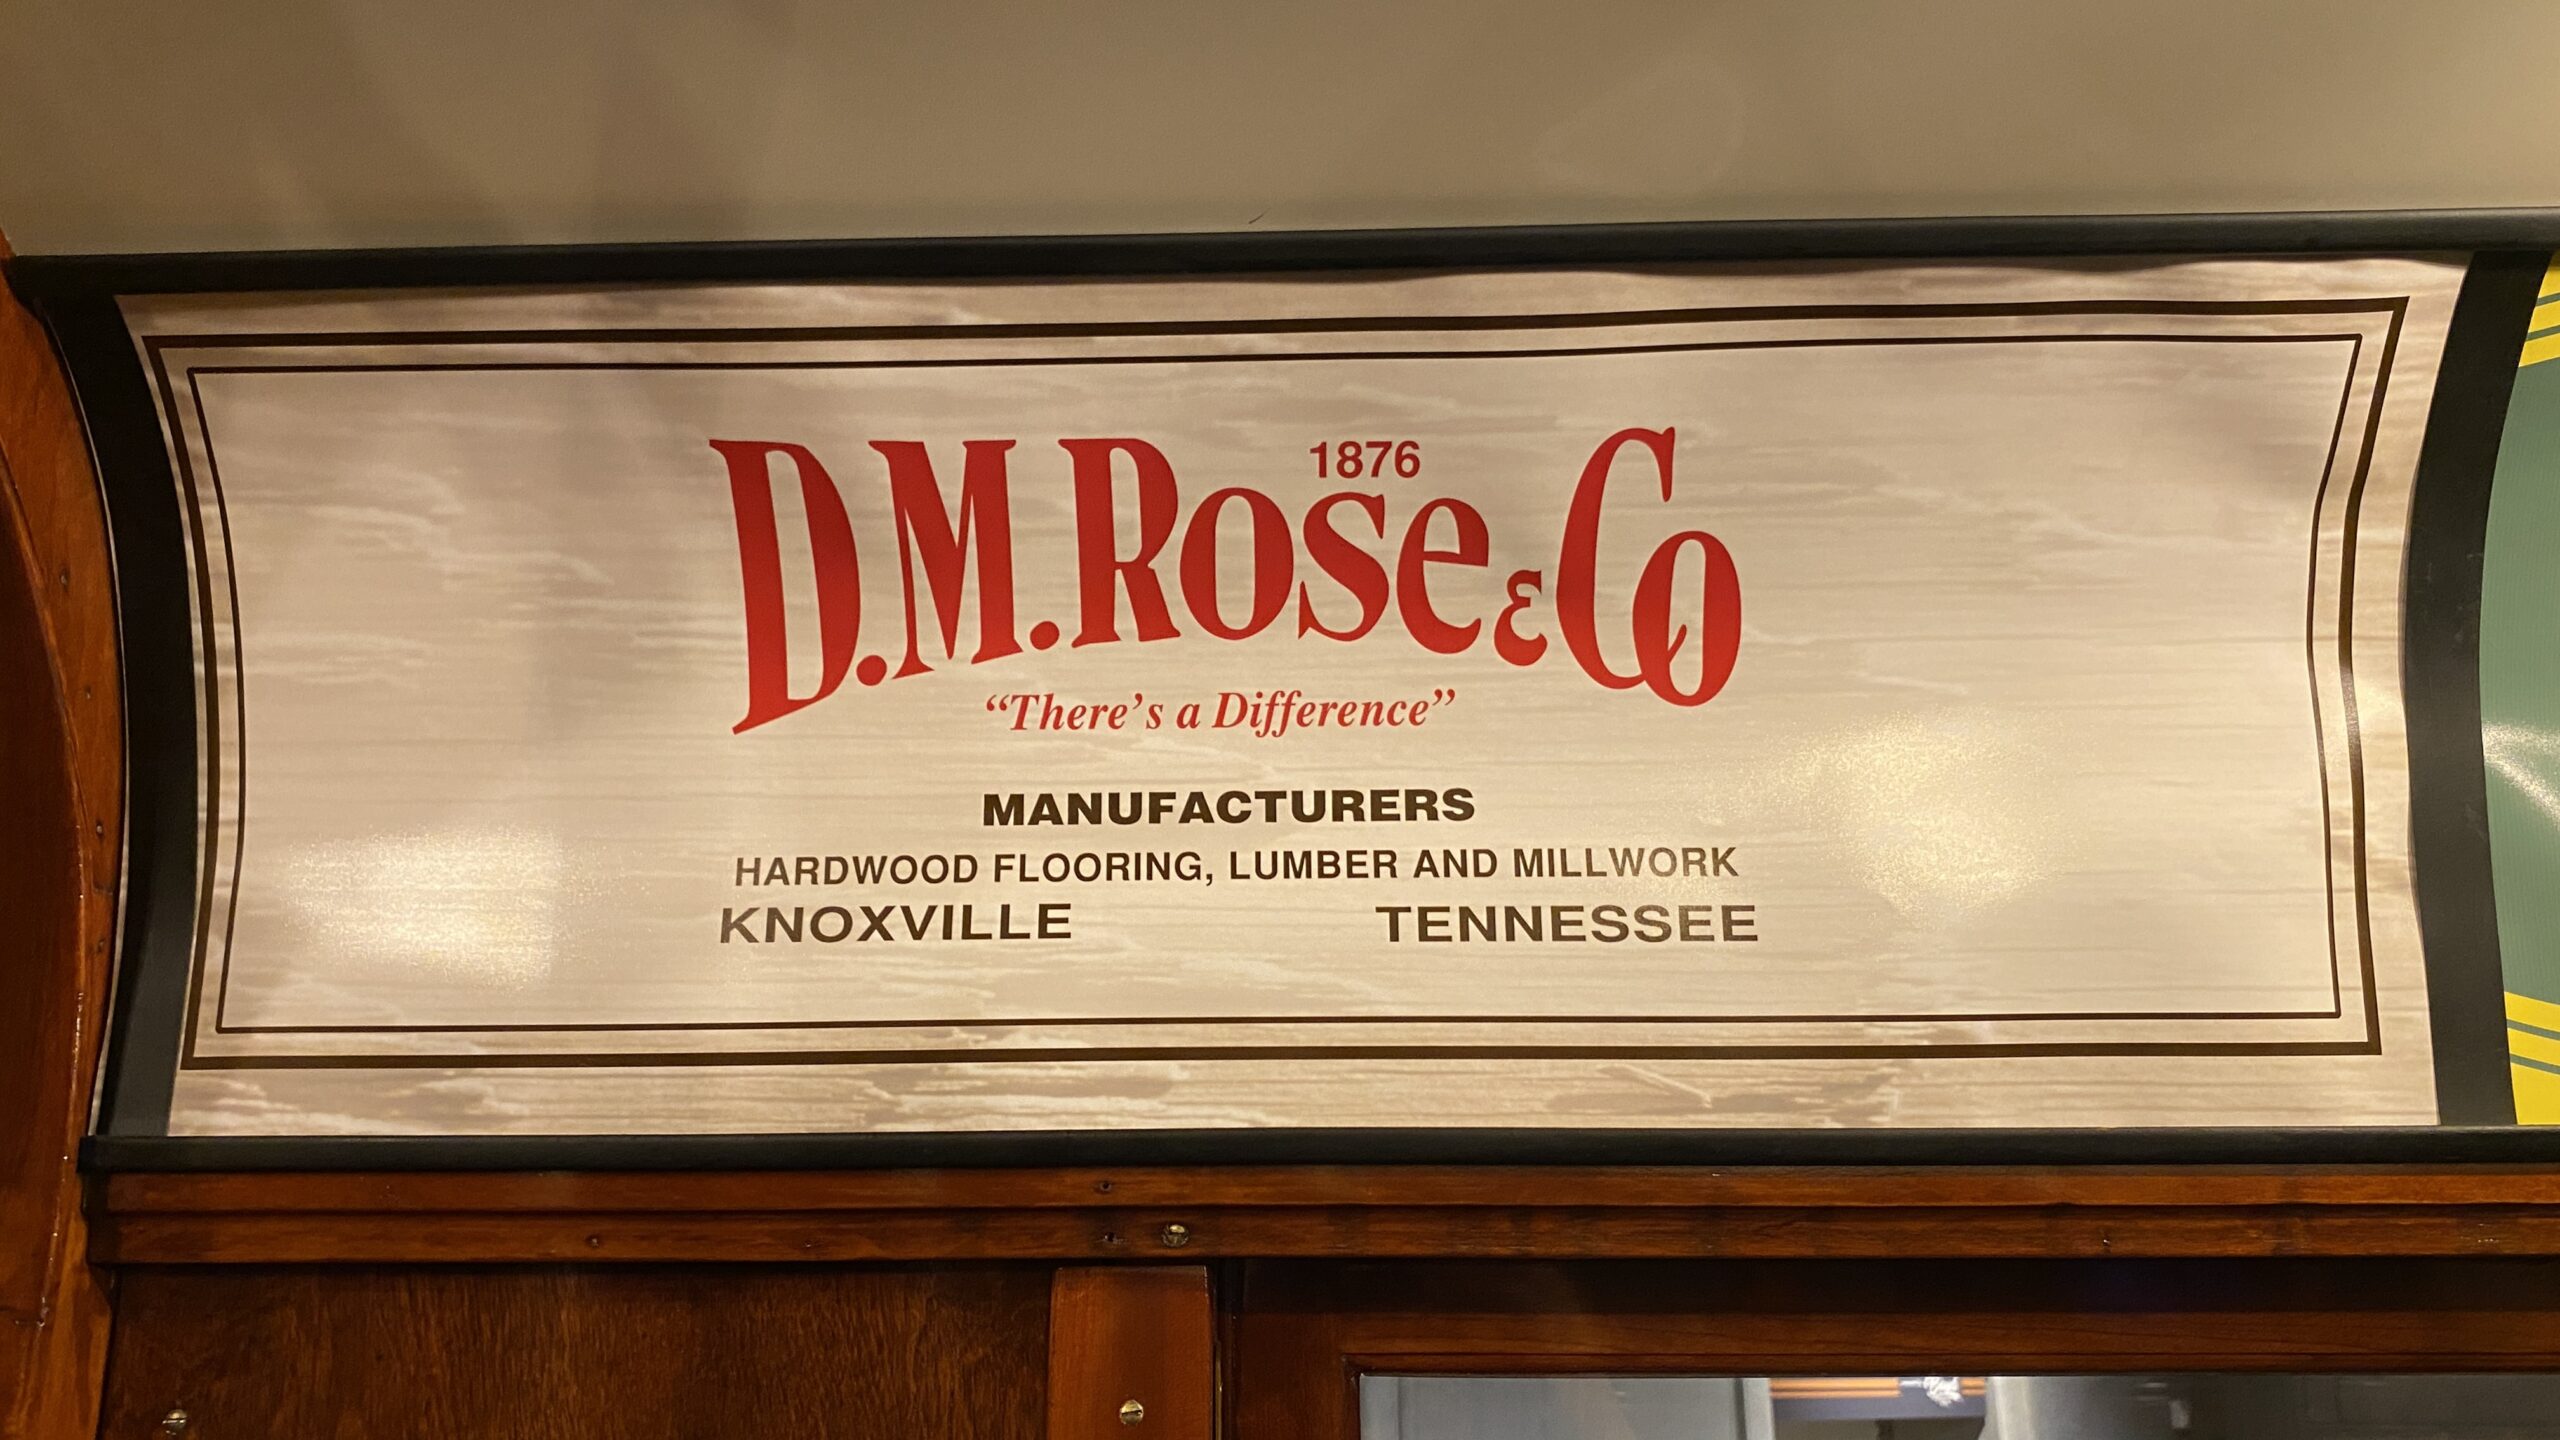 1876
D.M. Rose & Co
“There’s a Difference”
MANUFACTURERS
HARDWOOD FLOORING, LUMBER AND MILLWORK
KNOXVILLE TENNESSEE